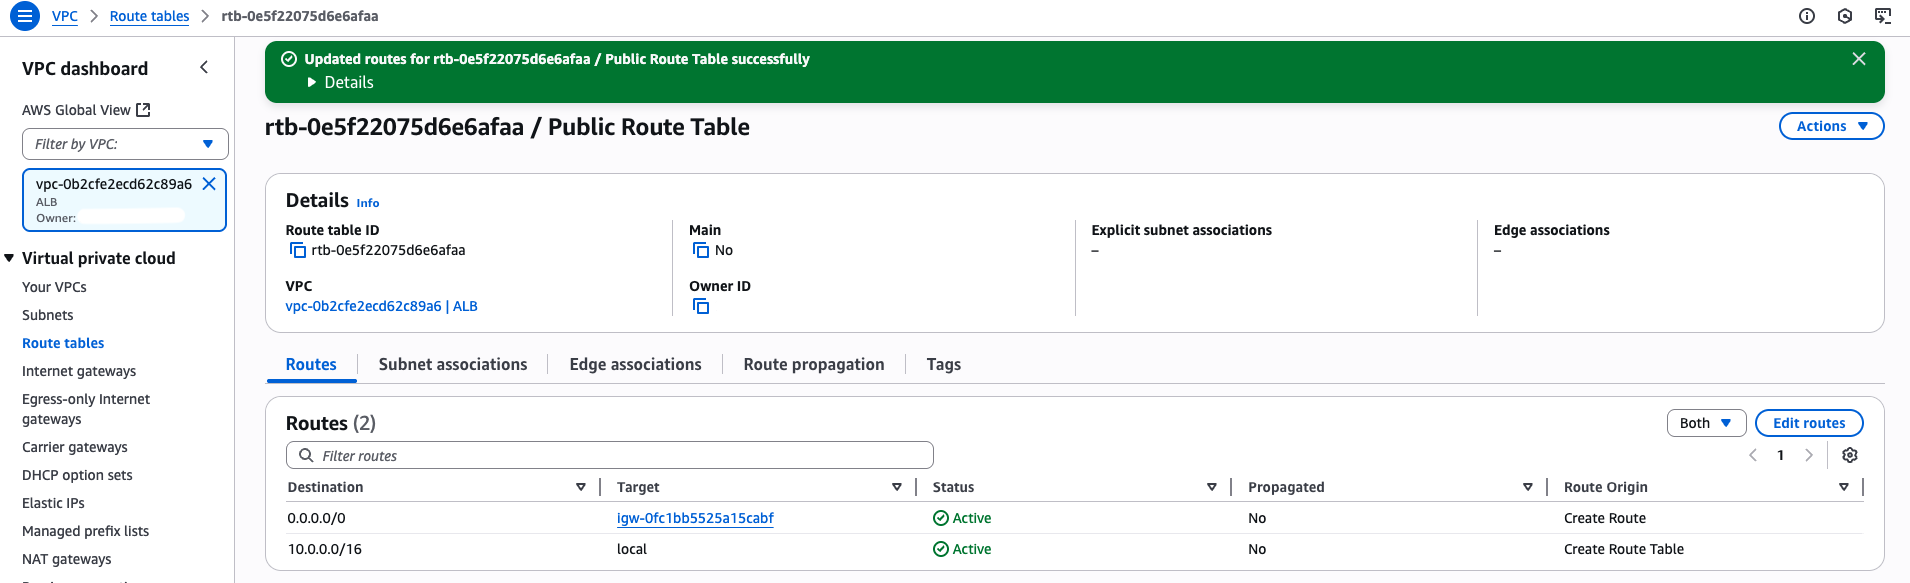 VPC > Route tables > rtb-0e5f22075d6e6afaa
VPC dashboard
AWS Global View
Filter by VPC:
vpc-0b2cfe2ecd62c89a6
ALB
Owner:
Virtual private cloud
Your VPCs
Subnets
Route tables
Internet gateways
Egress-only Internet
gateways
Carrier gateways
DHCP option sets
Elastic IPs
Managed prefix lists
NAT gateways
Updated routes for rtb-0e5f22075d6e6afaa / Public Route Table successfully
Details
rtb-0e5f22075d6e6afaa / Public Route Table
Actions
Details Info
Route table ID
rtb-0e5f22075d6e6afaa
Main
No
Explicit subnet associations
–
Edge associations
–
VPC
vpc-0b2cfe2ecd62c89a6 | ALB
Owner ID
Routes Subnet associations Edge associations Route propagation Tags
Routes (2)
Both
Edit routes
Filter routes
1
Destination Target Status Propagated Route Origin
0.0.0.0/0 igw-0fc1bb5525a15cabf Active No Create Route
10.0.0.0/16 local Active No Create Route Table